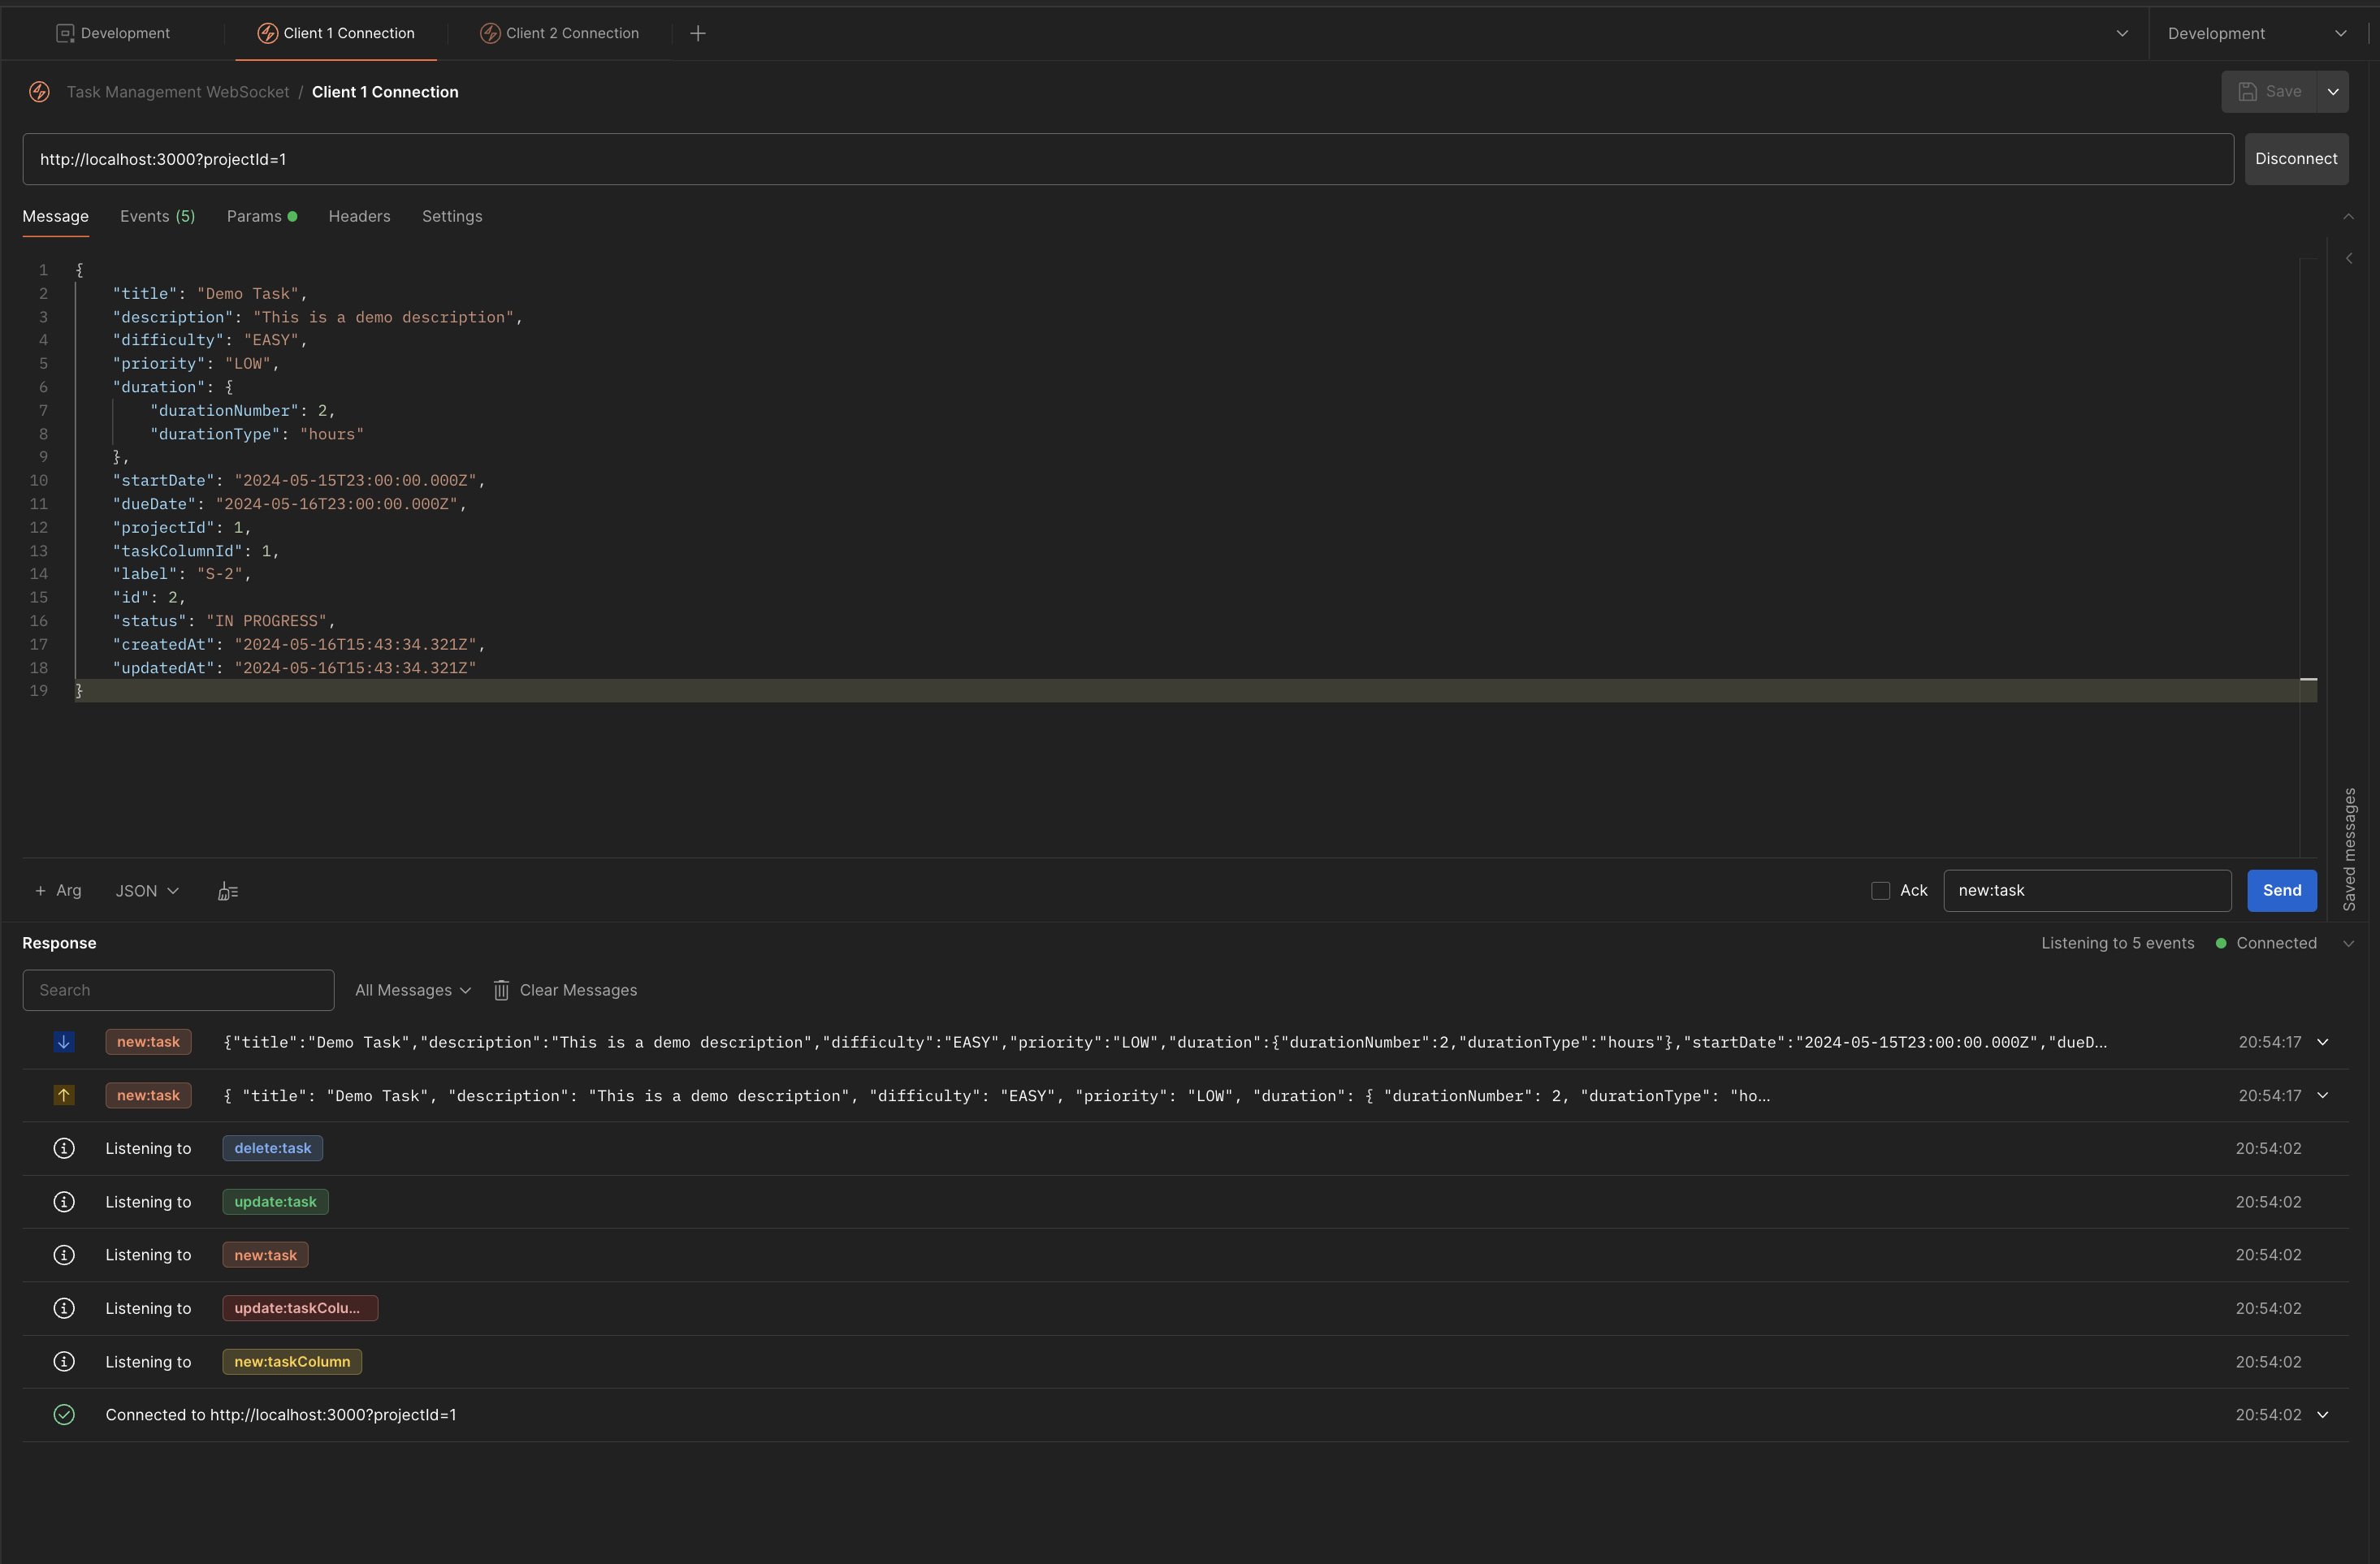 Development
Client 1 Connection
Client 2 Connection
Development
Task Management WebSocket / Client 1 Connection
Save
http://localhost:3000?projectId=1
Disconnect
Message
Events (5)
Params
Headers
Settings
1 {
2 "title": "Demo Task",
3 "description": "This is a demo description",
4 "difficulty": "EASY",
5 "priority": "LOW",
6 "duration": {
7 "durationNumber": 2,
8 "durationType": "hours"
9 },
10 "startDate": "2024-05-15T23:00:00.000Z",
11 "dueDate": "2024-05-16T23:00:00.000Z",
12 "projectId": 1,
13 "taskColumnId": 1,
14 "label": "S-2",
15 "id": 2,
16 "status": "IN PROGRESS",
17 "createdAt": "2024-05-16T15:43:34.321Z",
18 "updatedAt": "2024-05-16T15:43:34.321Z"
19 }
Saved messages
+ Arg
JSON
Ack
new:task
Send
Response
Listening to 5 events
Connected
Search
All Messages
Clear Messages
new:task {"title":"Demo Task","description":"This is a demo description","difficulty":"EASY","priority":"LOW","duration":{"durationNumber":2,"durationType":"hours"},"startDate":"2024-05-15T23:00:00.000Z","dueD... 20:54:17
new:task { "title": "Demo Task", "description": "This is a demo description", "difficulty": "EASY", "priority": "LOW", "duration": { "durationNumber": 2, "durationType": "ho... 20:54:17
Listening to delete:task 20:54:02
Listening to update:task 20:54:02
Listening to new:task 20:54:02
Listening to update:taskColu... 20:54:02
Listening to new:taskColumn 20:54:02
Connected to http://localhost:3000?projectId=1 20:54:02